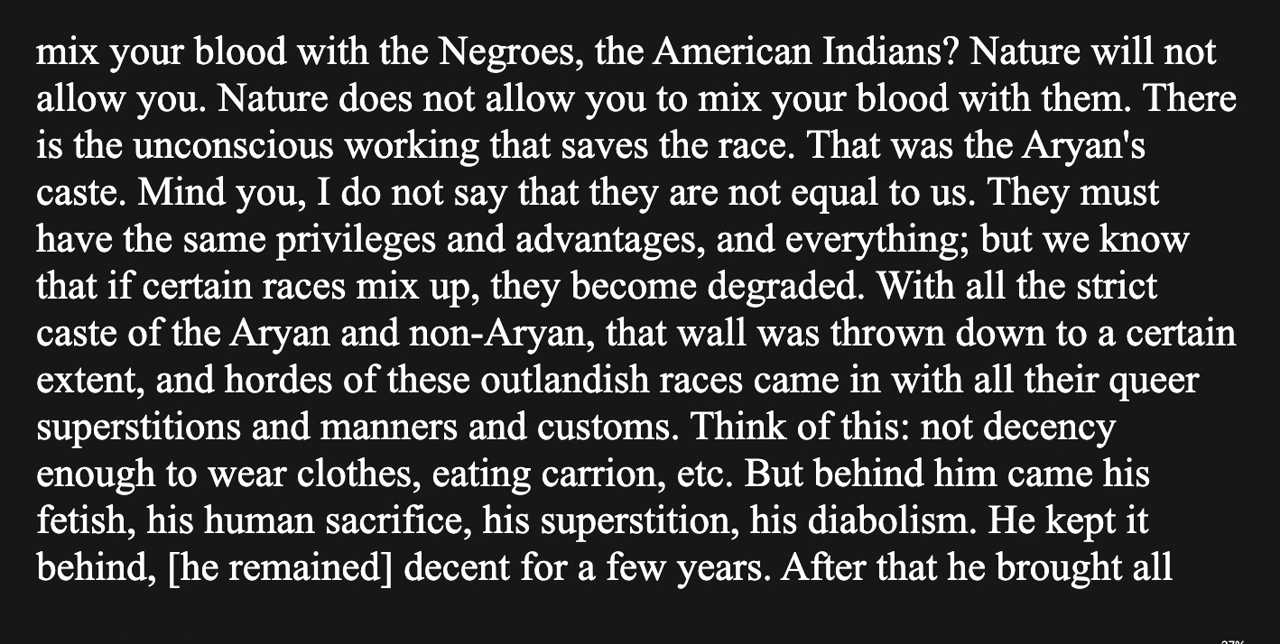 mix your blood with the Negroes, the American Indians? Nature will not
allow you. Nature does not allow you to mix your blood with them. There
is the unconscious working that saves the race. That was the Aryan's
caste. Mind you, I do not say that they are not equal to us. They must
have the same privileges and advantages, and everything; but we know
that if certain races mix up, they become degraded. With all the strict
caste of the Aryan and non-Aryan, that wall was thrown down to a certain
extent, and hordes of these outlandish races came in with all their queer
superstitions and manners and customs. Think of this: not decency
enough to wear clothes, eating carrion, etc. But behind him came his
fetish, his human sacrifice, his superstition, his diabolism. He kept it
behind, [he remained] decent for a few years. After that he brought all